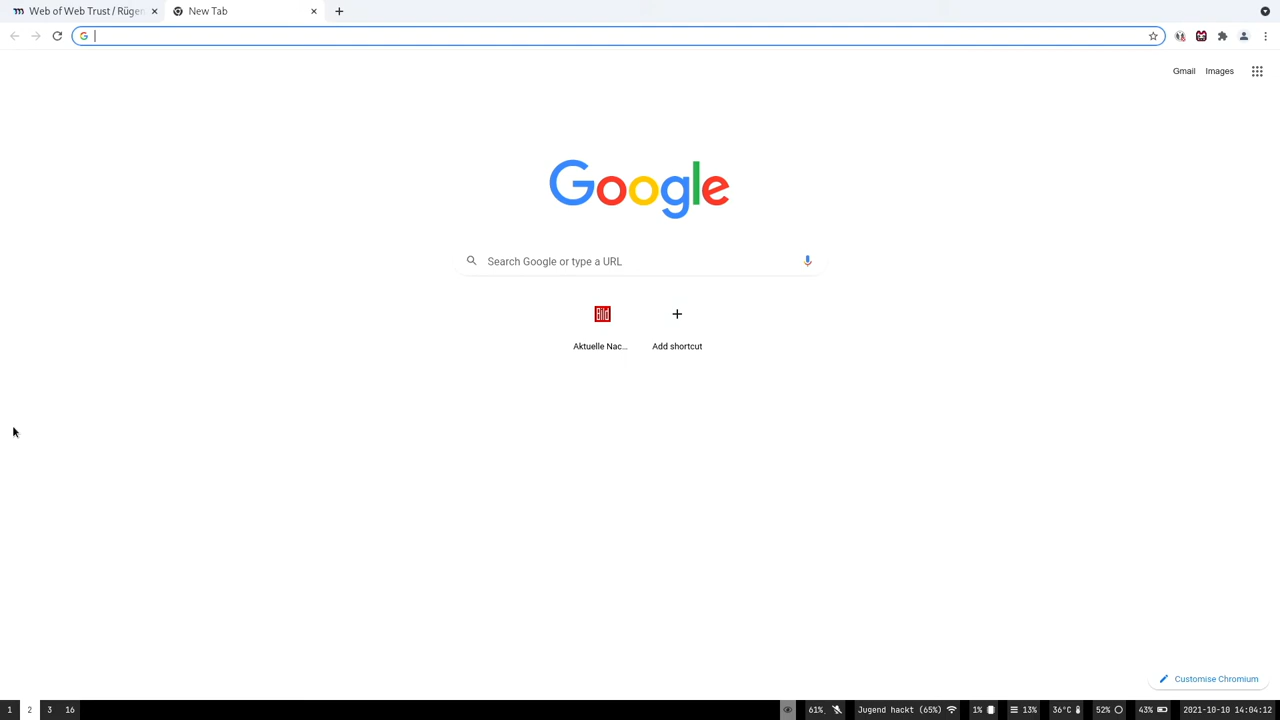 Web of Web Trust / Rügen
New Tab
Gmail
Images
Google
Search Google or type a URL
Bild
Aktuelle Nac...
Add shortcut
Customise Chromium
1 2 3 16
61%
Jugend hackt (65%)
1%
13%
36°C
52%
43%
2021-10-10 14:04:12